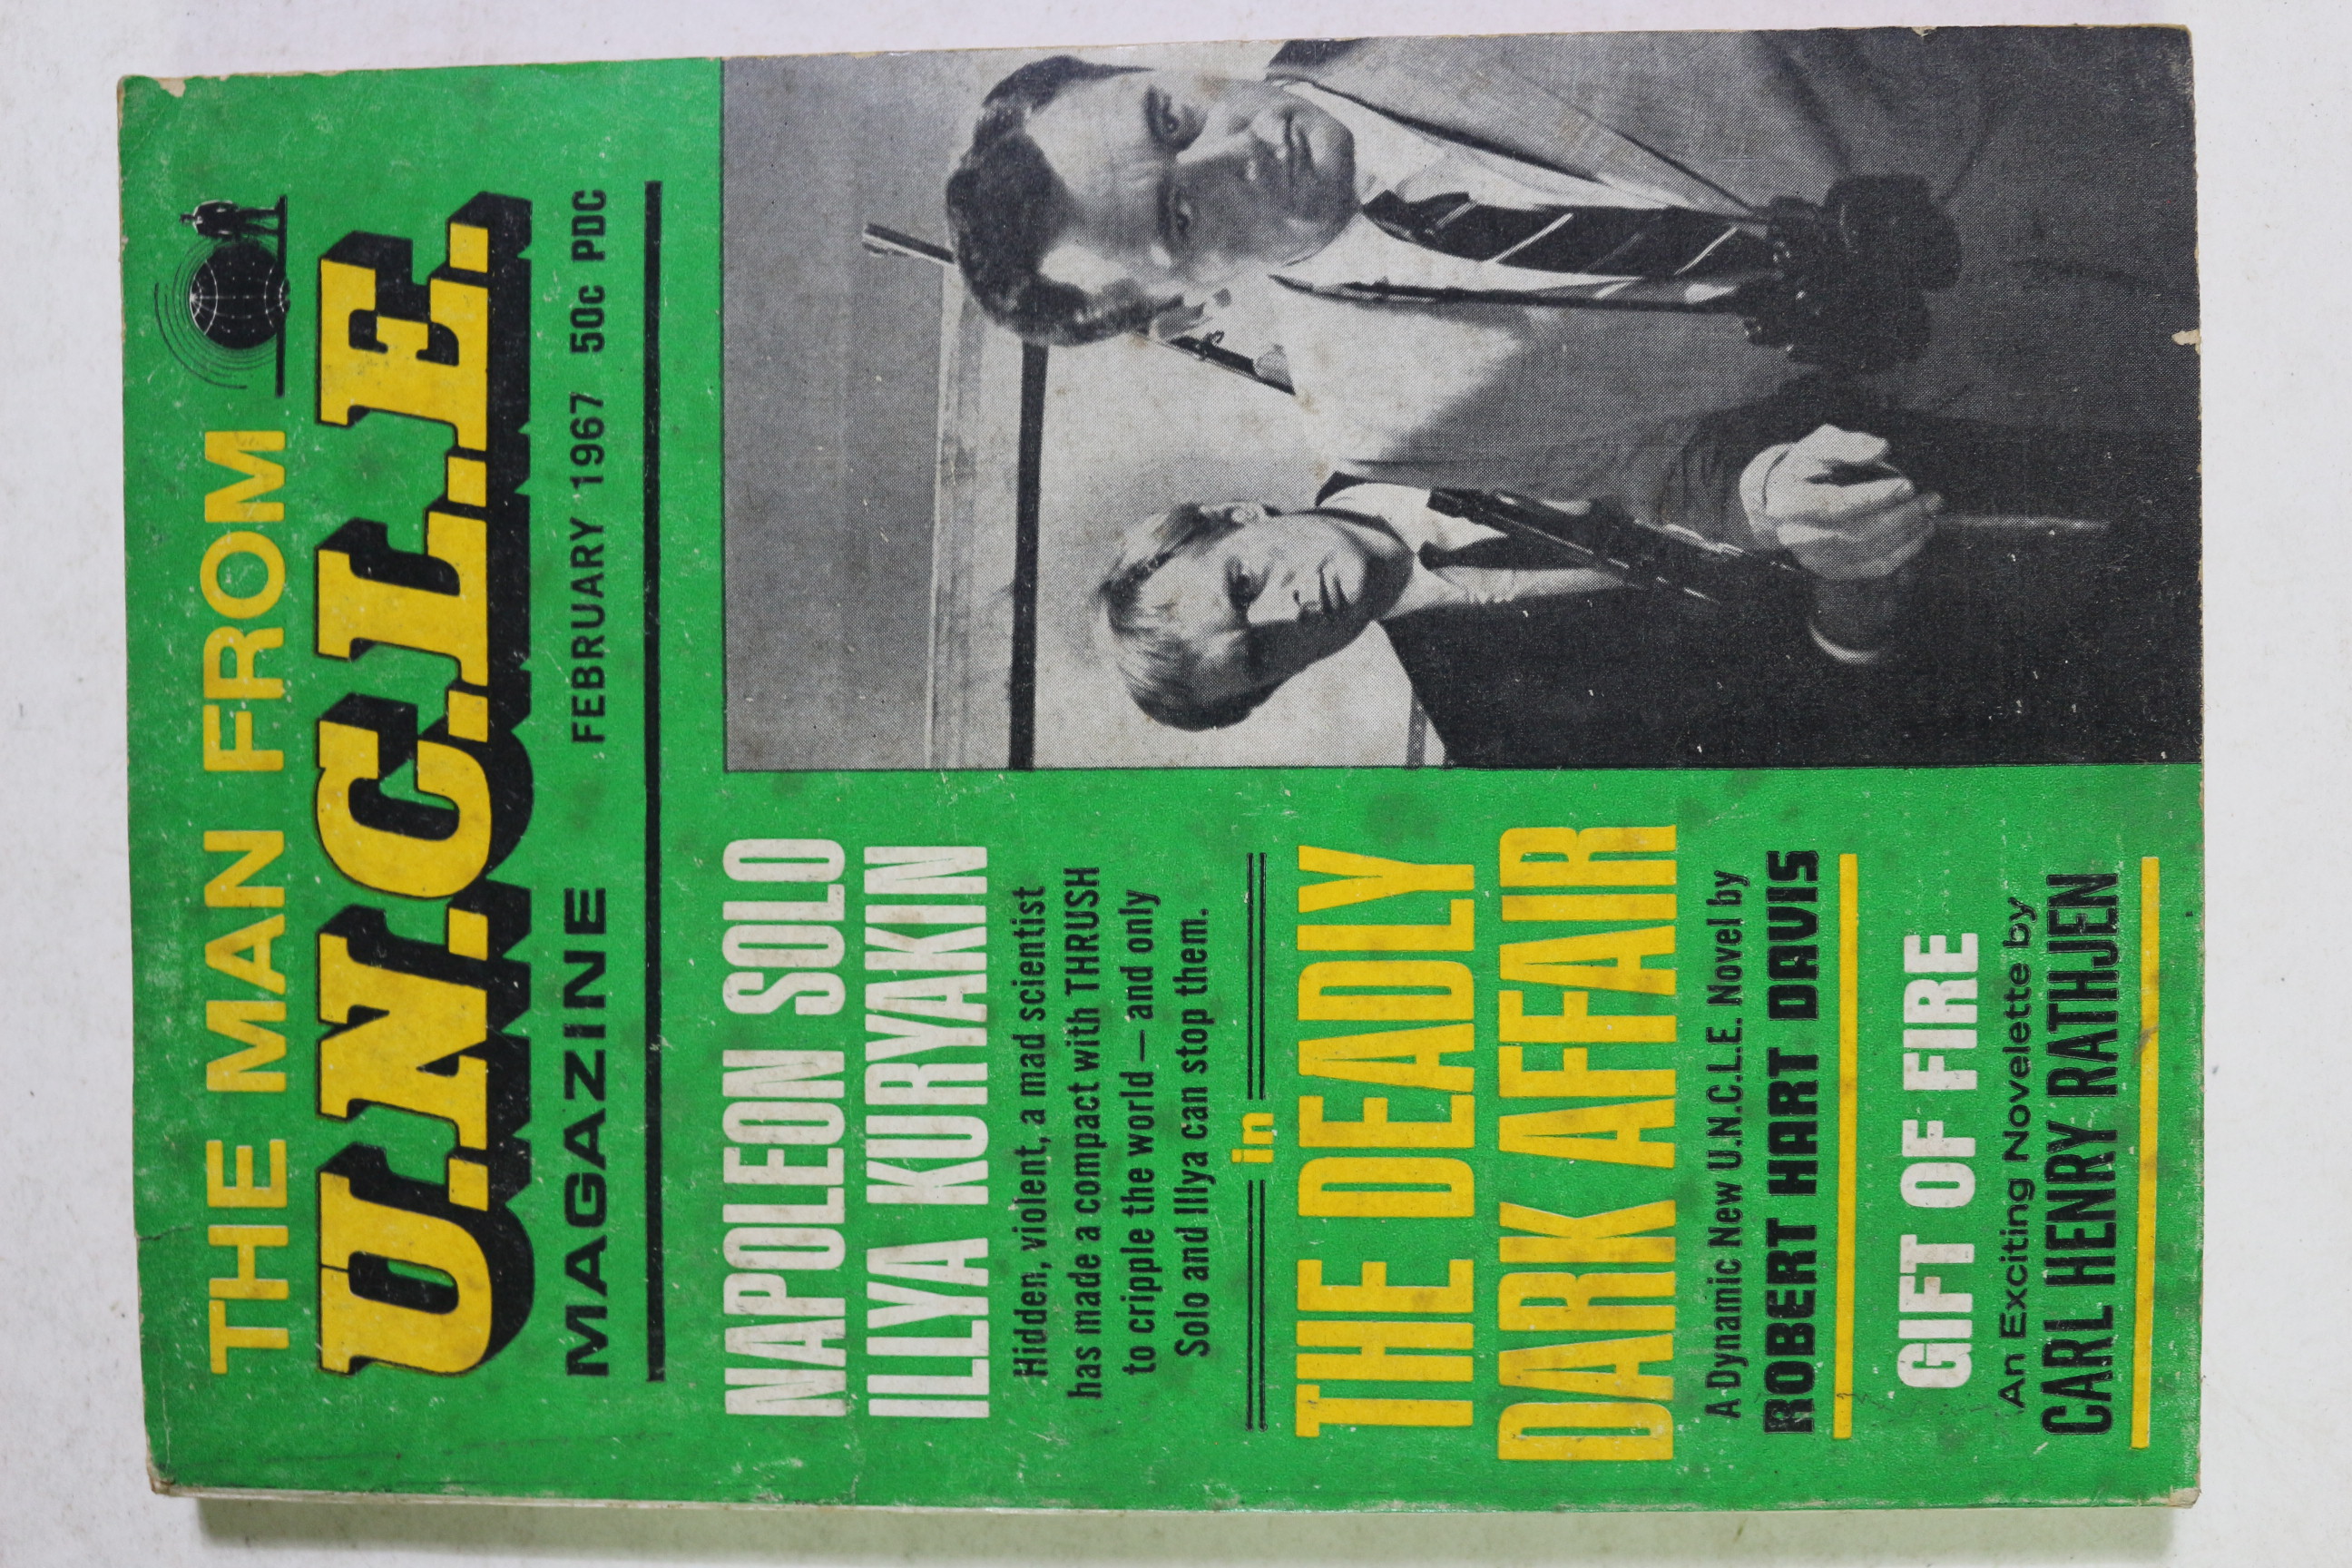 THE MAN FROM
U.N.C.L.E.
MAGAZINE FEBRUARY 1967 50c PDC
NAPOLEON SOLO
ILLYA KURYAKIN
Hidden, violent, a mad scientist
has made a compact with THRUSH
to cripple the world — and only
Solo and Illya can stop them.
in
THE DEADLY
DARK AFFAIR
A Dynamic New U.N.C.L.E. Novel by
ROBERT HART DAVIS
GIFT OF FIRE
An Exciting Novelette by
CARL HENRY RATHJEN